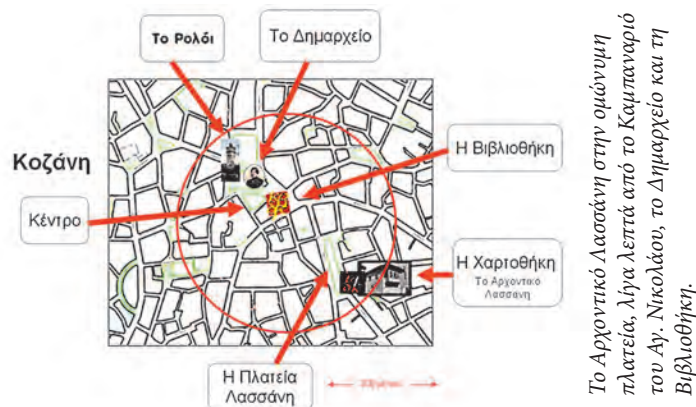 Το Ρολόι
Το Δημαρχείο
Κοζάνη
Η Βιβλιοθήκη
Κέντρο
Η Χαρτοθήκη
Το Αρχοντικό
Λασσάνη
Η Πλατεία
Λασσάνη
Το Αρχοντικό Λασσάνη στην ομώνυμη
πλατεία, λίγα λεπτά από το Καμπαναριό
του Αγ. Νικολάου, το Δημαρχείο και τη
Βιβλιοθήκη.